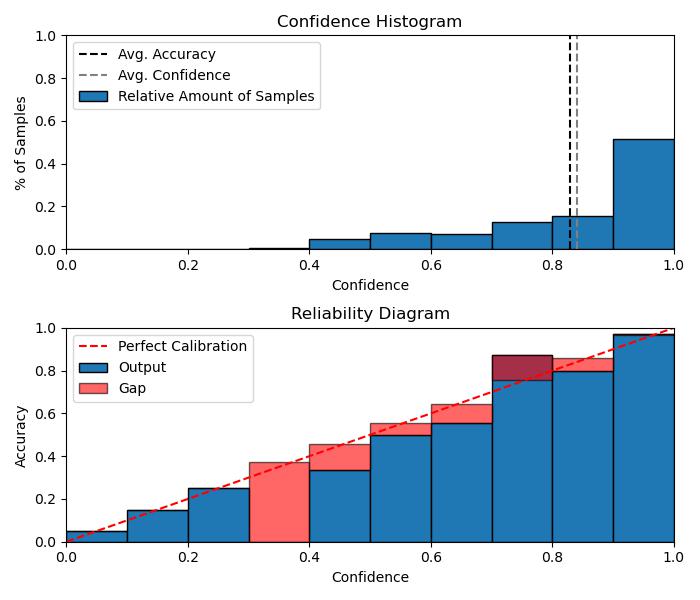 Confidence Histogram
% of Samples
1.0
0.8
0.6
0.4
0.2
0.0
Avg. Accuracy
Avg. Confidence
Relative Amount of Samples
0.0 0.2 0.4 0.6 0.8 1.0
Confidence
Reliability Diagram
Accuracy
1.0
0.8
0.6
0.4
0.2
0.0
Perfect Calibration
Output
Gap
0.0 0.2 0.4 0.6 0.8 1.0
Confidence